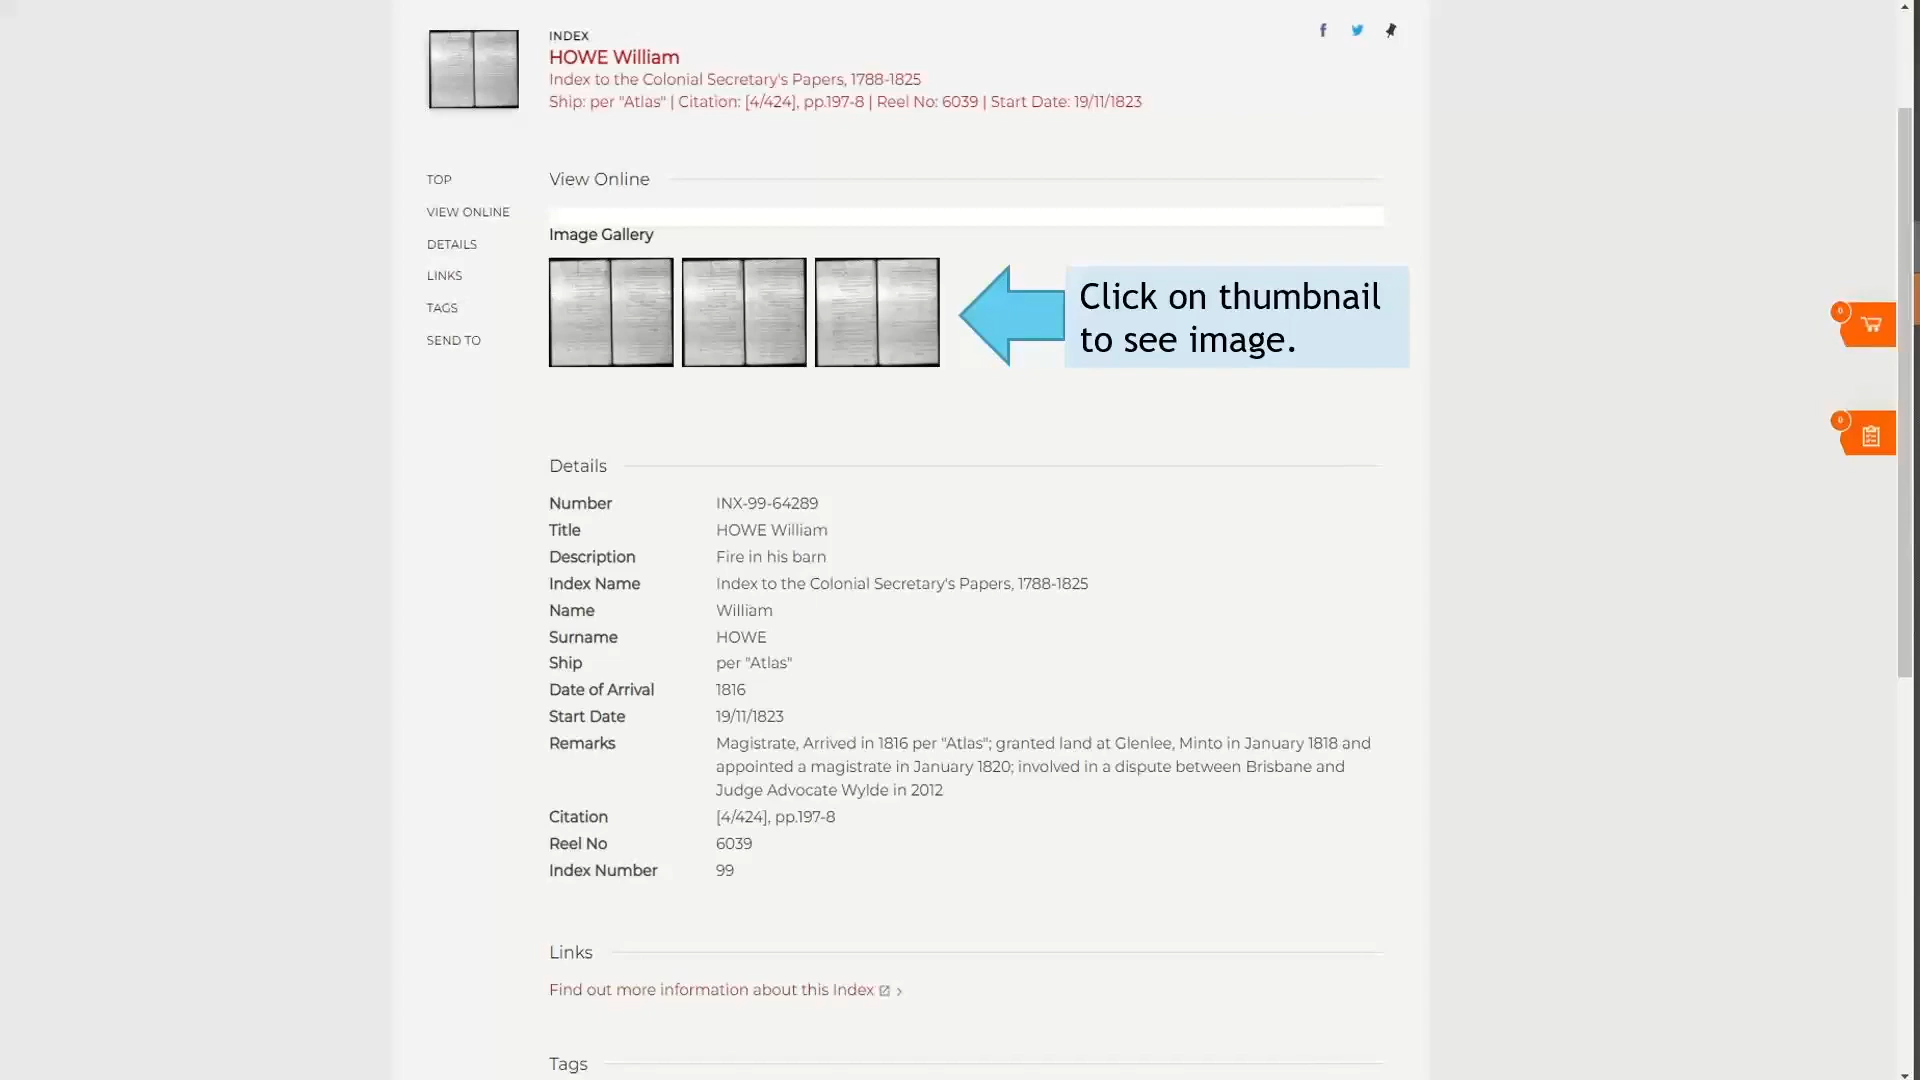 INDEX
HOWE William
Index to the Colonial Secretary's Papers, 1788-1825
Ship: per "Atlas" | Citation: [4/424], pp.197-8 | Reel No: 6039 | Start Date: 19/11/1823
TOP
VIEW ONLINE
DETAILS
LINKS
TAGS
SEND TO
View Online
Image Gallery
Click on thumbnail
to see image.
0
0
Details
Number INX-99-64289
Title HOWE William
Description Fire in his barn
Index Name Index to the Colonial Secretary's Papers, 1788-1825
Name William
Surname HOWE
Ship per "Atlas"
Date of Arrival 1816
Start Date 19/11/1823
Remarks Magistrate, Arrived in 1816 per "Atlas"; granted land at Glenlee, Minto in January 1818 and
appointed a magistrate in January 1820; involved in a dispute between Brisbane and
Judge Advocate Wylde in 2012
Citation [4/424], pp.197-8
Reel No 6039
Index Number 99
Links
Find out more information about this Index
Tags